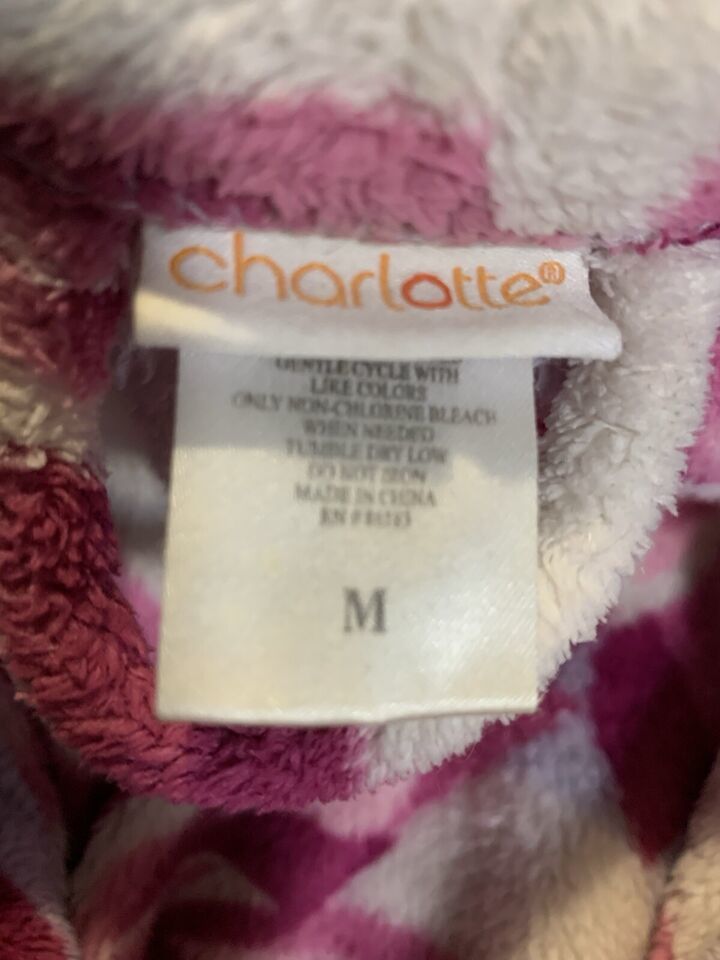 charlotte®
GENTLE CYCLE WITH
LIKE COLORS
ONLY NON-CHLORINE BLEACH
WHEN NEEDED
TUMBLE DRY LOW
DO NOT IRON
MADE IN CHINA
RN #
M